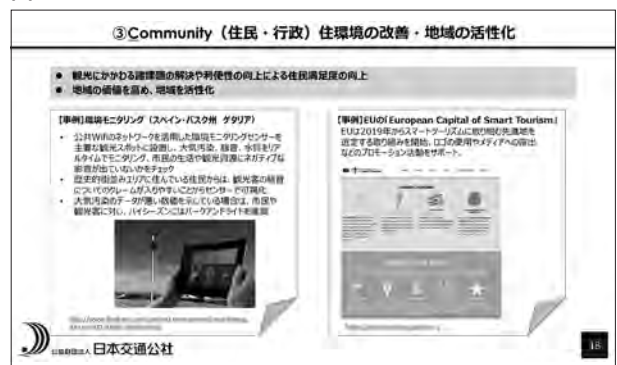 ③Community（住民・行政）住環境の改善・地域の活性化
● 観光にかかわる諸課題の解決や利便性の向上による住民満足度の向上
● 地域の価値を高め、地域を活性化
【事例】環境モニタリング（スペイン・バスク州 ゲタリア）
• 公共Wifiのネットワークを活用した環境モニタリングセンサーを
主要な観光スポットに設置し、大気汚染、騒音、水質をリア
ルタイムでモニタリング、市民の生活や観光資源にネガティブな
影響が出ていないかをチェック
• 歴史的街並みエリアに住んでいる住民からは、観光客の騒音
についてのクレームが入りやすいことからセンサーで可視化
• 大気汚染のデータが悪い数値を示している場合は、市民や
観光客に対し、ハイシーズンにはパークアンドライドを推奨
【事例】EUの「European Capital of Smart Tourism」
EUは2019年からスマートツーリズムに取り組む先進地を
選定する取り組みを開始、ロゴの使用やメディアへの露出
などのプロモーション活動をサポート。
公益財団法人 日本交通公社
18